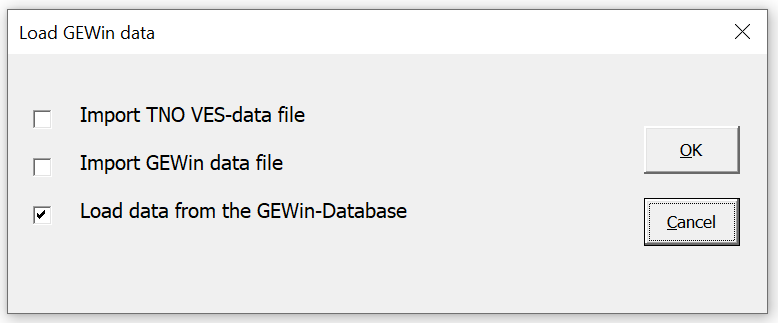 Load GEWin data
Import TNO VES-data file
Import GEWin data file
OK
Load data from the GEWin-Database
Cancel